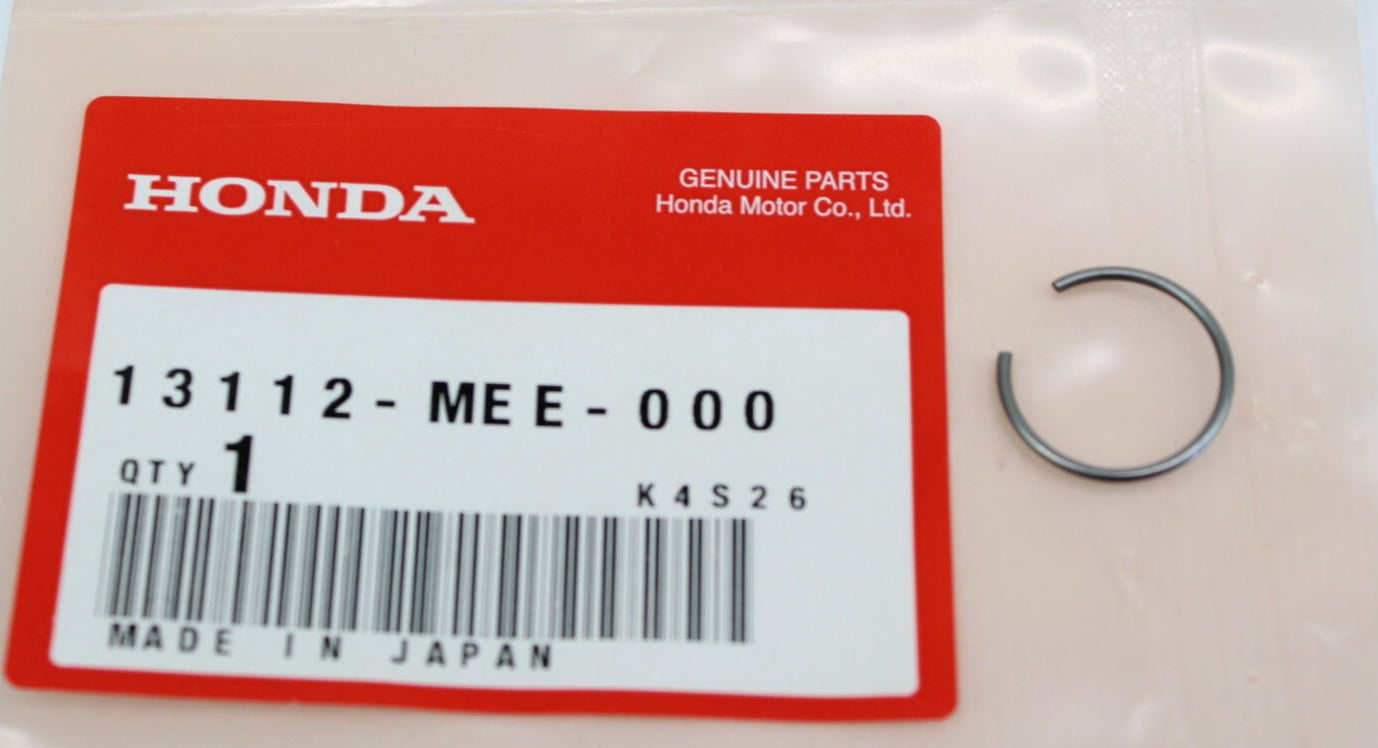 HONDA
GENUINE PARTS
Honda Motor Co., Ltd.
13112-MEE-000
QTY 1
K4S26
MADE IN JAPAN